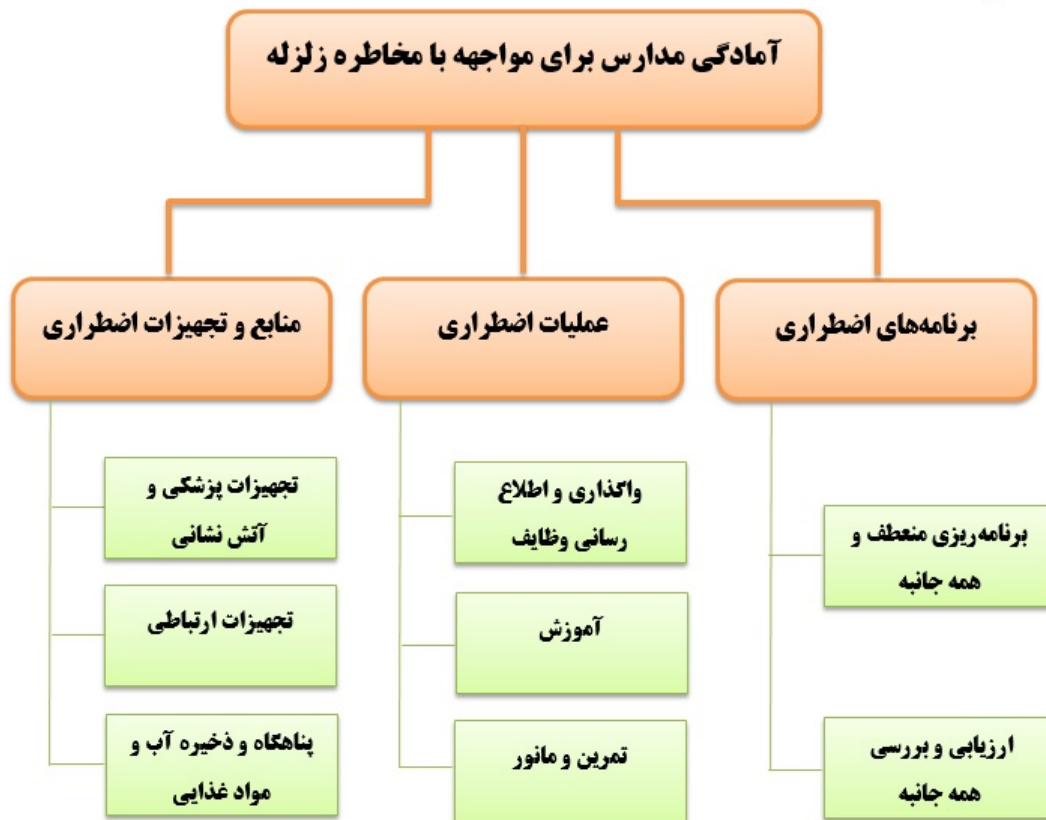 آمادگی مدارس برای مواجهه با مخاطره زلزله
برنامه‌های اضطراری
عملیات اضطراری
منابع و تجهیزات اضطراری
برنامه‌ریزی منعطف و
همه جانبه
ارزیابی و بررسی
همه جانبه
واگذاری و اطلاع
رسانی وظایف
آموزش
تمرین و مانور
تجهیزات پزشکی و
آتش نشانی
تجهیزات ارتباطی
پناهگاه و ذخیره آب و
مواد غذایی